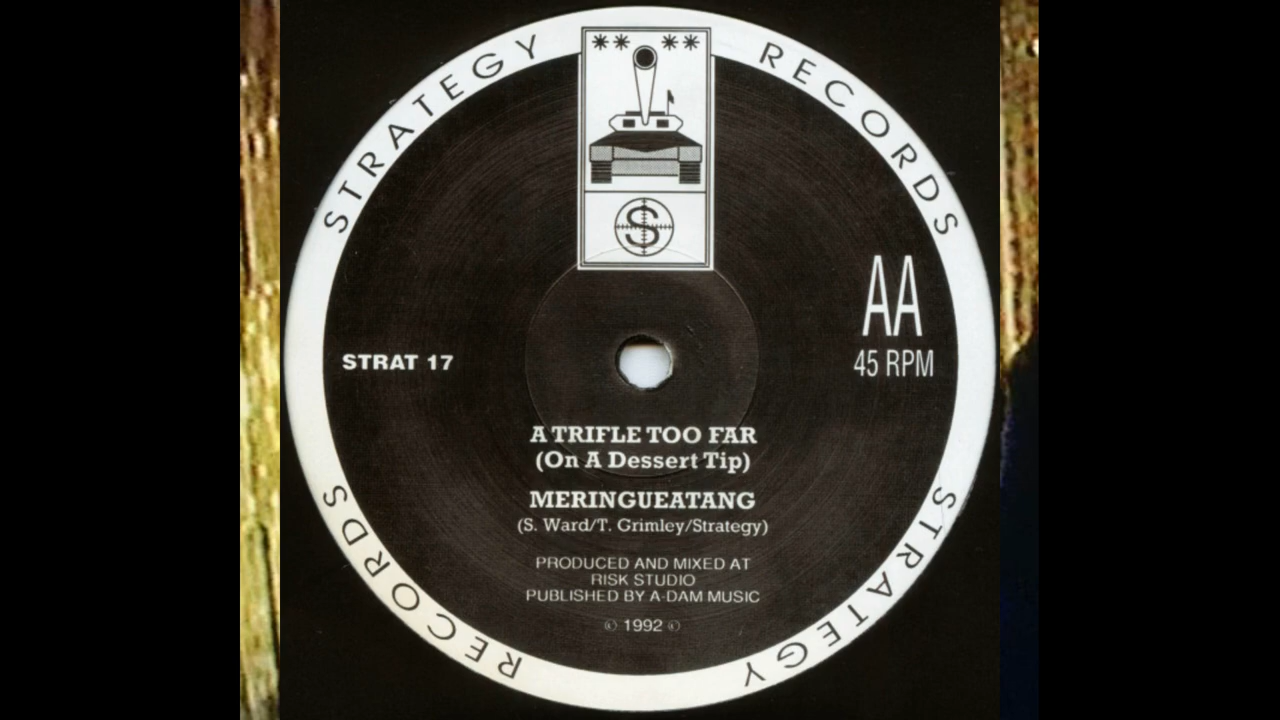 STRATEGY RECORDS
**
**
S
AA
45 RPM
STRAT 17
A TRIFLE TOO FAR
(On A Dessert Tip)
MERINGUEATANG
(S. Ward/T. Grimley/Strategy)
PRODUCED AND MIXED AT
RISK STUDIO
PUBLISHED BY A-DAM MUSIC
℗ 1992 ©
STRATEGY RECORDS